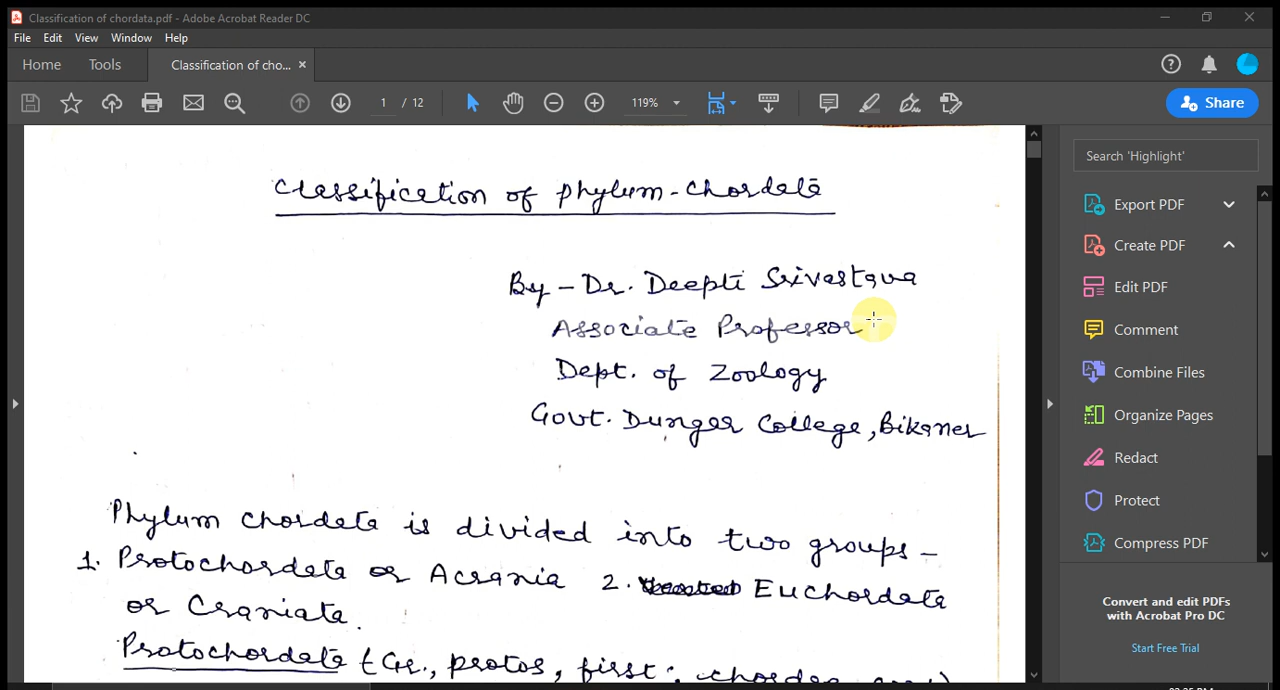 Classification of chordata.pdf - Adobe Acrobat Reader DC
File Edit View Window Help
Home Tools Classification of cho... ×
1 / 12 119% Share
Classification of Phylum-Chordata
By - Dr. Deepti Srivastava
Associate Professor
Dept. of Zoology
Govt. Dungar College, Bikaner
Phylum Chordata is divided into two groups -
1. Protochordata or Acrania 2. Euchordata
or Craniata.
Protochordata (Gr., protos, first; chorda,
Search 'Highlight'
Export PDF
Create PDF
Edit PDF
Comment
Combine Files
Organize Pages
Redact
Protect
Compress PDF
Convert and edit PDFs
with Acrobat Pro DC
Start Free Trial